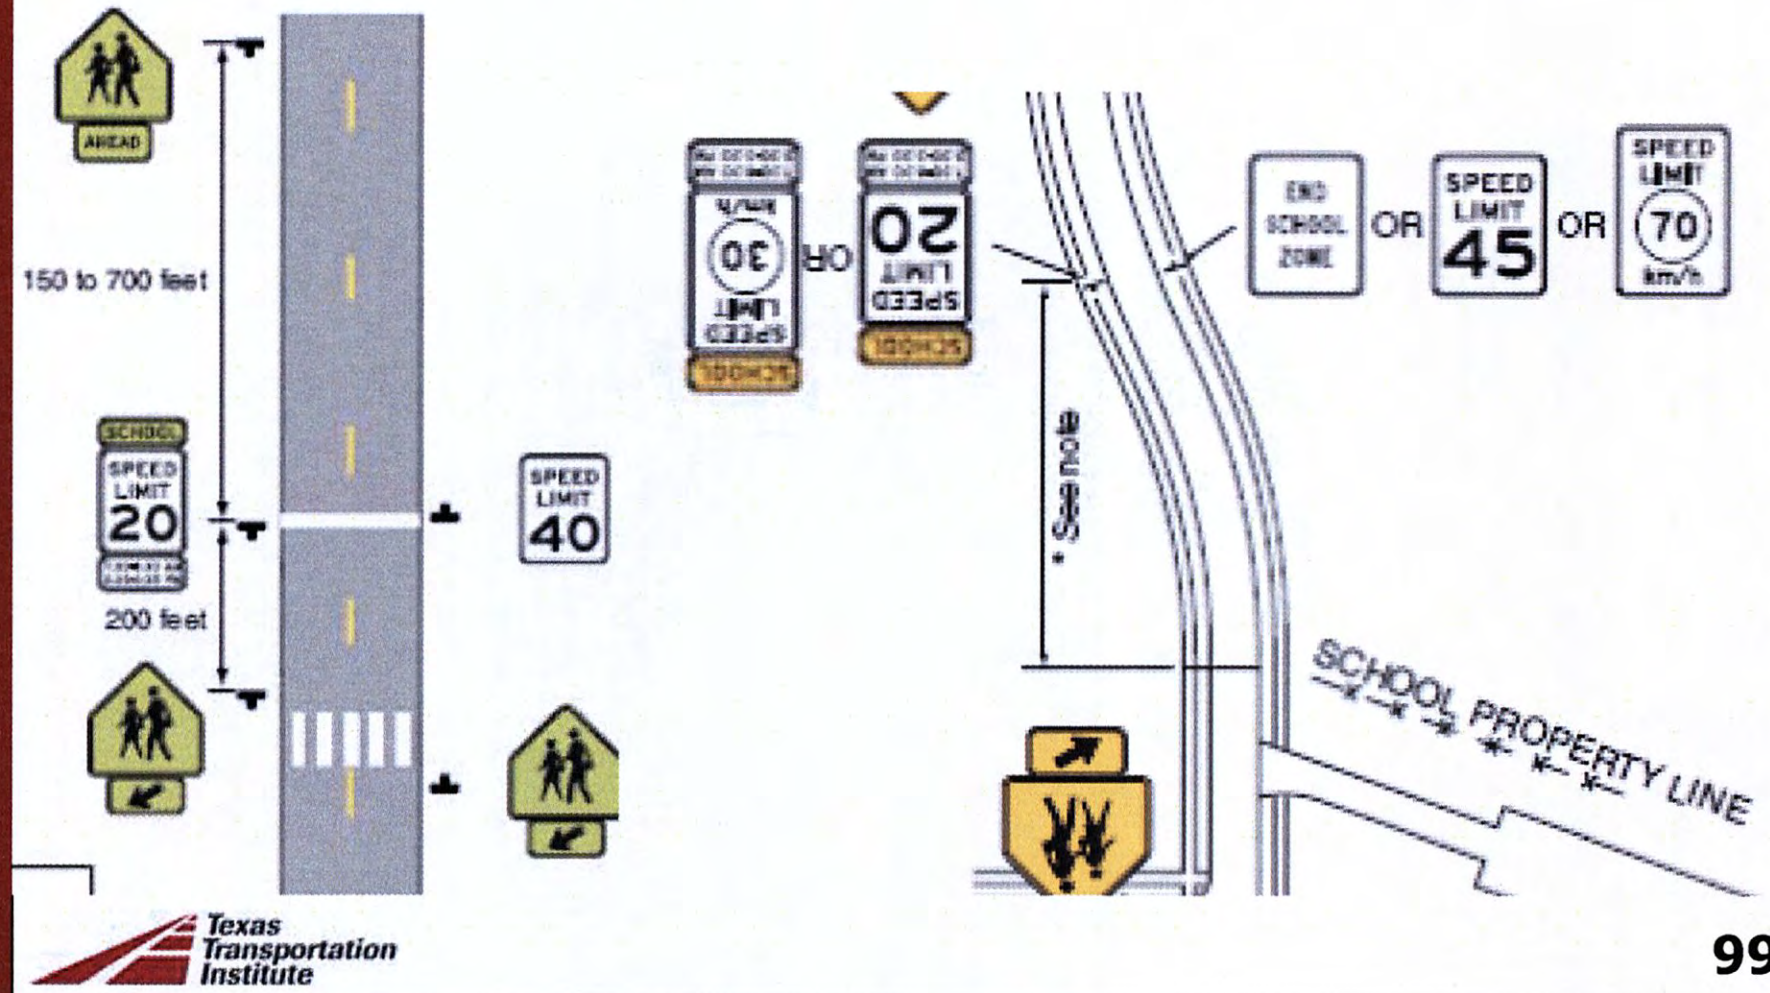 AHEAD
150 to 700 feet
SCHOOL
SPEED
LIMIT
20
200 feet
SPEED
LIMIT
40
km/h
30
LIMIT
SPEED
SCHOOL
OR
20
LIMIT
SPEED
SCHOOL
END
SCHOOL
ZONE
OR
SPEED
LIMIT
45
OR
SPEED
LIMIT
70
km/h
* See note
SCHOOL PROPERTY LINE
Texas
Transportation
Institute
99